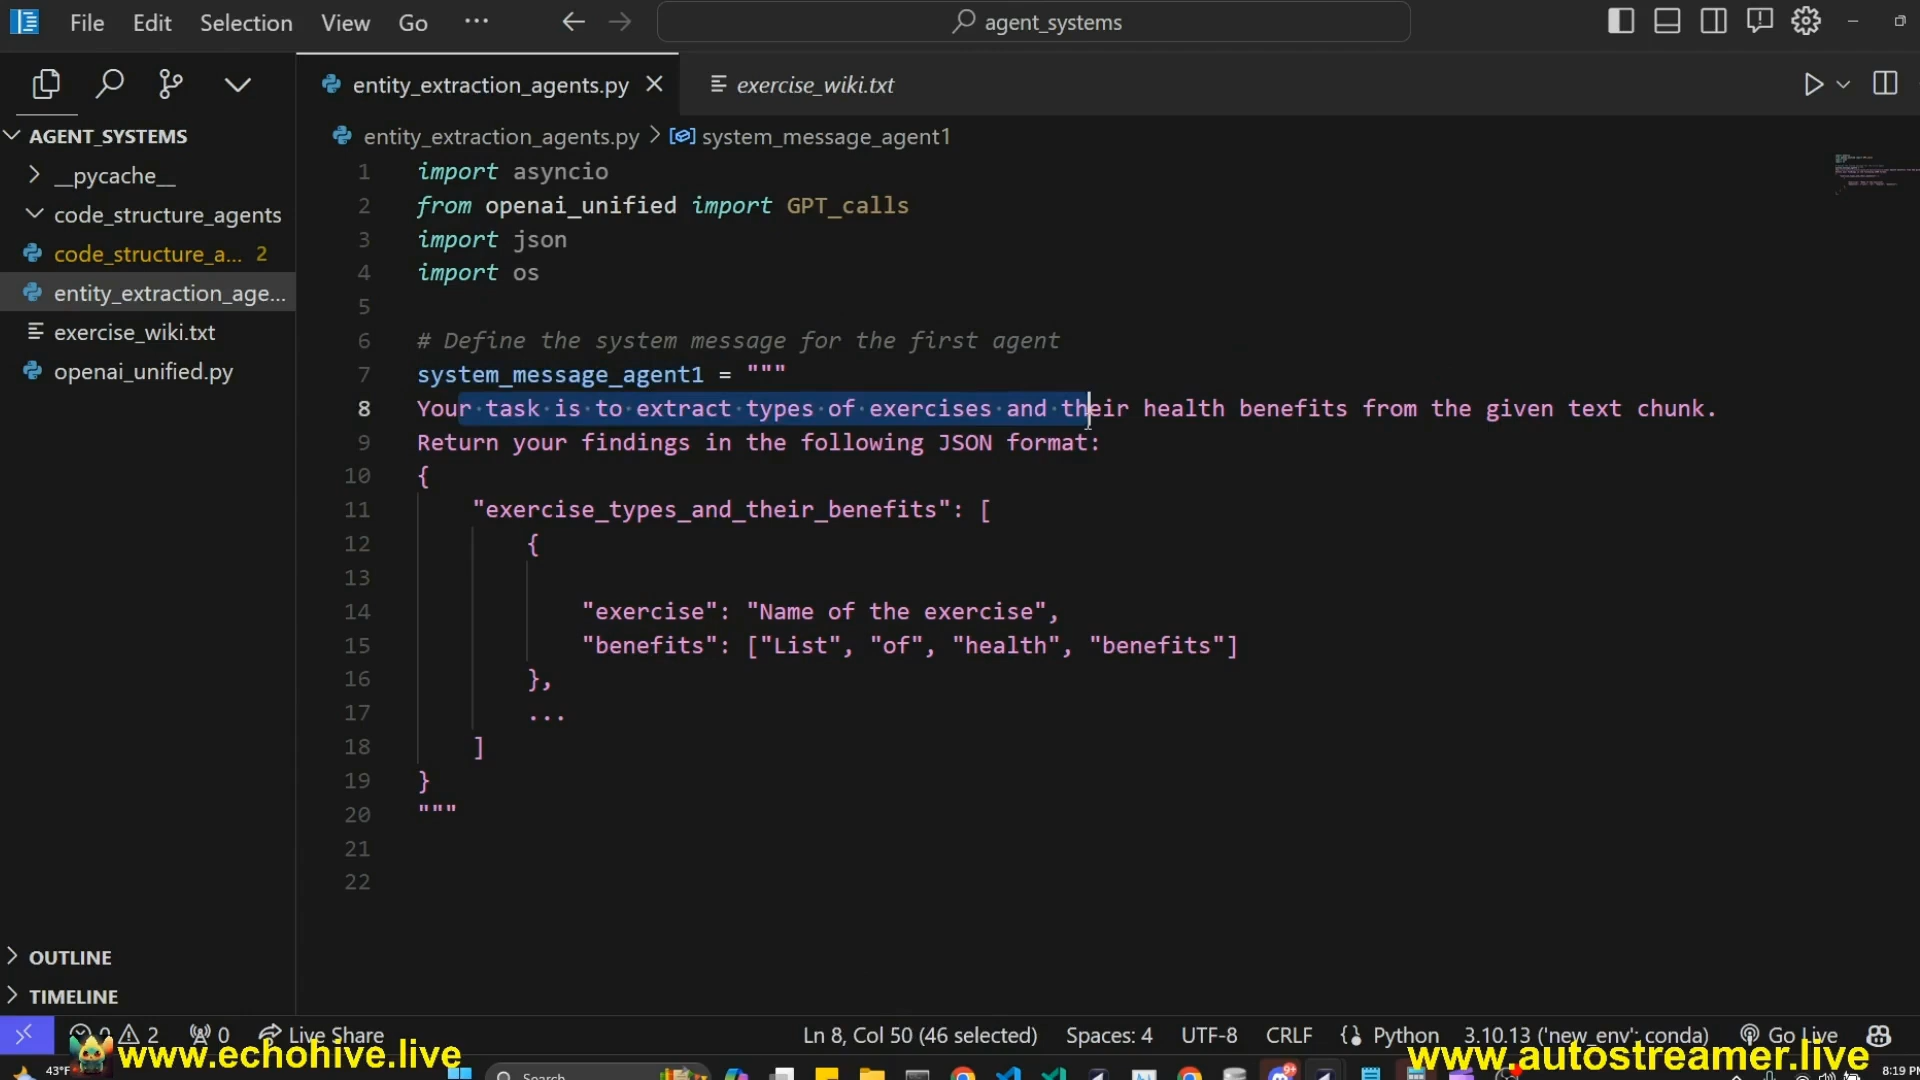 File Edit Selection View Go ··· agent_systems
entity_extraction_agents.py exercise_wiki.txt
AGENT_SYSTEMS
__pycache__
code_structure_agents
code_structure_a... 2
entity_extraction_age...
exercise_wiki.txt
openai_unified.py
OUTLINE
TIMELINE
entity_extraction_agents.py > system_message_agent1
1 import asyncio
2 from openai_unified import GPT_calls
3 import json
4 import os
5
6 # Define the system message for the first agent
7 system_message_agent1 = """
8 Your task is to extract types of exercises and their health benefits from the given text chunk.
9 Return your findings in the following JSON format:
10 {
11 "exercise_types_and_their_benefits": [
12 {
13
14 "exercise": "Name of the exercise",
15 "benefits": ["List", "of", "health", "benefits"]
16 },
17 ...
18 ]
19 }
20 """
21
22
0 2 0 Live Share Ln 8, Col 50 (46 selected) Spaces: 4 UTF-8 CRLF Python 3.10.13 ('new_env': conda) Go Live
www.echohive.live www.autostreamer.live
43°F Search 8:19 PM